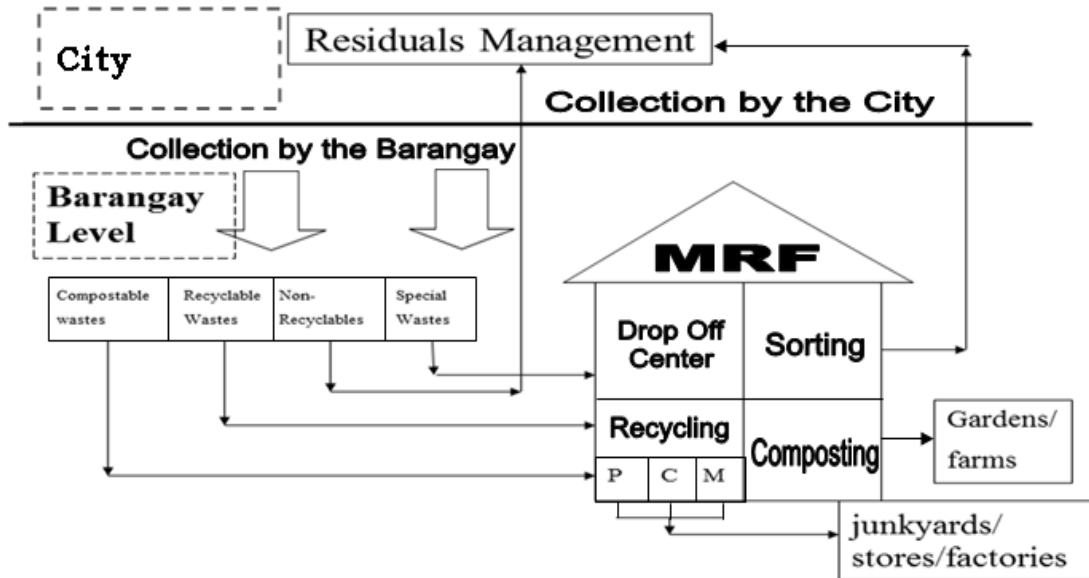 City
Residuals Management
Collection by the City
Collection by the Barangay
Barangay
Level
MRF
Compostable
wastes
Recyclable
Wastes
Non-
Recyclables
Special
Wastes
Drop Off
Center
Sorting
Recycling
Composting
P C M
Gardens/
farms
junkyards/
stores/factories